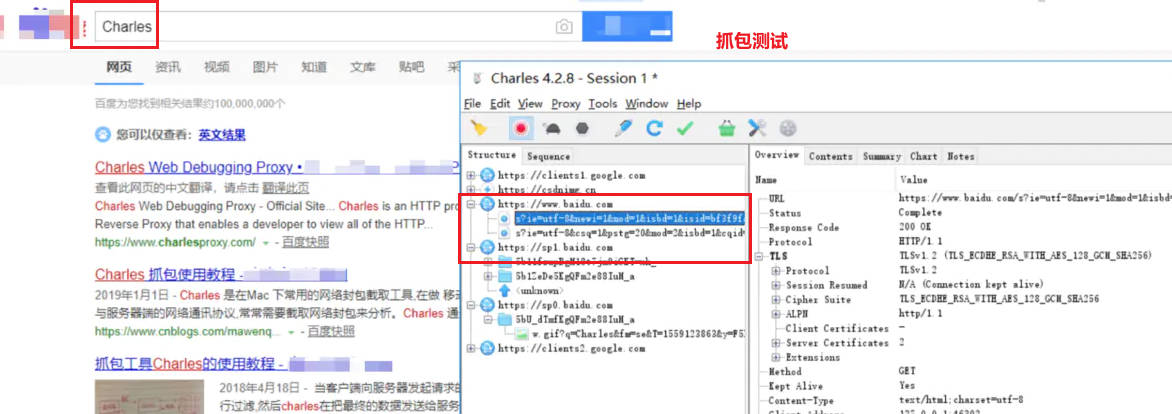 Charles
抓包测试
网页 资讯 视频 图片 知道 文库 贴吧 采
百度为您找到相关结果约100,000,000个
您可以仅查看：英文结果
Charles Web Debugging Proxy •
查看此网页的中文翻译，请点击 翻译此页
Charles Web Debugging Proxy - Official Site... Charles is an HTTP pro
Reverse Proxy that enables a developer to view all of the HTTP...
https://www.charlesproxy.com/ - 百度快照
Charles 抓包使用教程 -
2019年1月1日 - Charles 是在Mac 下常用的网络封包截取工具,在做 移动
与服务器端的网络通讯协议,常常需要截取网络封包来分析。Charles 通
https://www.cnblogs.com/mawenq... - 百度快照
抓包工具Charles的使用教程 -
2018年4月18日 - 当客户端向服务器发起请求的
行过滤,然后charles在把最终的数据发送给服务
Charles 4.2.8 - Session 1 *
File Edit View Proxy Tools Window Help
Structure Sequence
https://clients1.google.com
https://csdnimg.cn
https://www.baidu.com
s?ie=utf-8&newi=1&mod=1&isbd=1&isid=bf3f9f
s?ie=utf-8&csq=1&pstg=20&mod=2&isbd=1&cqid
https://sp1.baidu.com
5b1ZeDe5KgQFm2e88IuM_a
<unknown>
https://sp0.baidu.com
5bU_dTmfKgQFm2e88IuM_a
w.gif?q=Charles&fm=se&T=1559123863&y=F5
https://clients2.google.com
Overview Contents Summary Chart Notes
Name Value
URL https://www.baidu.com/s?ie=utf-8&newi=1&mod=1&isbd=
Status Complete
Response Code 200 OK
Protocol HTTP/1.1
TLS TLSv1.2 (TLS_ECDHE_RSA_WITH_AES_128_GCM_SHA256)
Protocol TLSv1.2
Session Resumed N/A (Connection kept alive)
Cipher Suite TLS_ECDHE_RSA_WITH_AES_128_GCM_SHA256
ALPN http/1.1
Client Certificates -
Server Certificates 2
Extensions
Method GET
Kept Alive Yes
Content-Type text/html;charset=utf-8